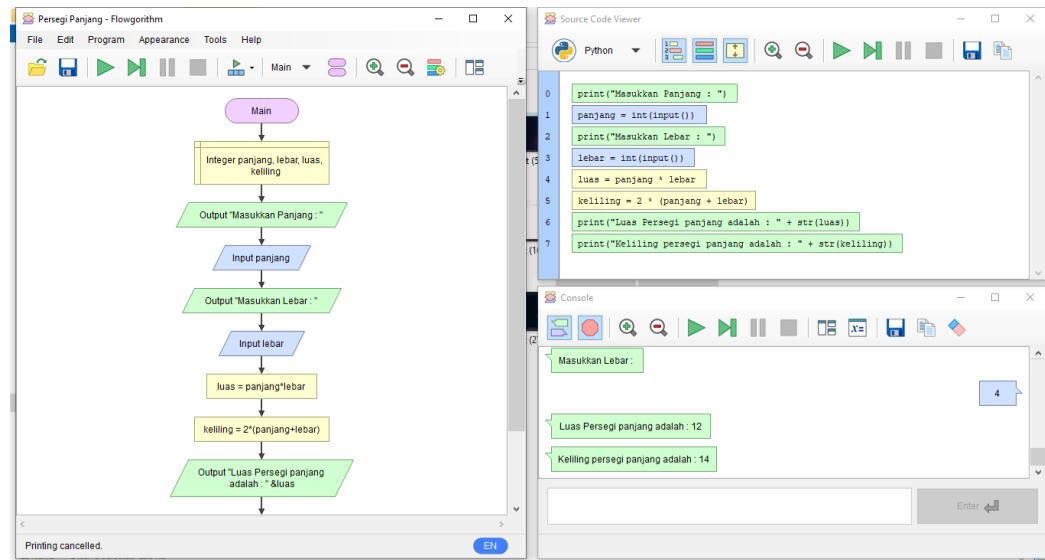 Persegi Panjang - Flowgorithm
File Edit Program Appearance Tools Help
Main
Main
Integer panjang, lebar, luas,
keliling
Output "Masukkan Panjang : "
Input panjang
Output "Masukkan Lebar : "
Input lebar
luas = panjang*lebar
keliling = 2*(panjang+lebar)
Output "Luas Persegi panjang
adalah : " &luas
Printing cancelled.
EN
Source Code Viewer
Python
0 print("Masukkan Panjang : ")
1 panjang = int(input())
2 print("Masukkan Lebar : ")
3 lebar = int(input())
4 luas = panjang * lebar
5 keliling = 2 * (panjang + lebar)
6 print("Luas Persegi panjang adalah : " + str(luas))
7 print("Keliling persegi panjang adalah : " + str(keliling))
Console
Masukkan Lebar :
4
Luas Persegi panjang adalah : 12
Keliling persegi panjang adalah : 14
Enter